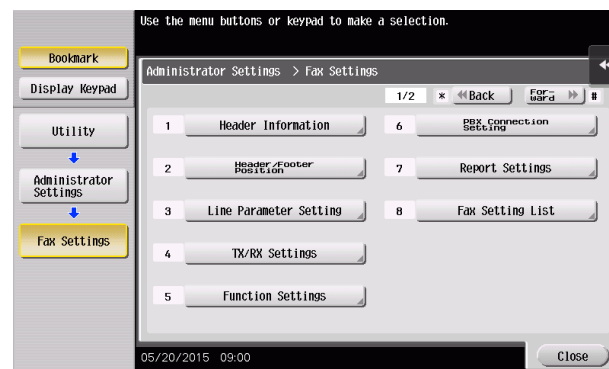 Use the menu buttons or keypad to make a selection.
Bookmark
Display Keypad
Utility
Administrator
Settings
Fax Settings
Administrator Settings > Fax Settings
1/2 * Back For-
ward #
1 Header Information
2 Header/Footer
Position
3 Line Parameter Setting
4 TX/RX Settings
5 Function Settings
6 PBX Connection
Setting
7 Report Settings
8 Fax Setting List
05/20/2015 09:00
Close